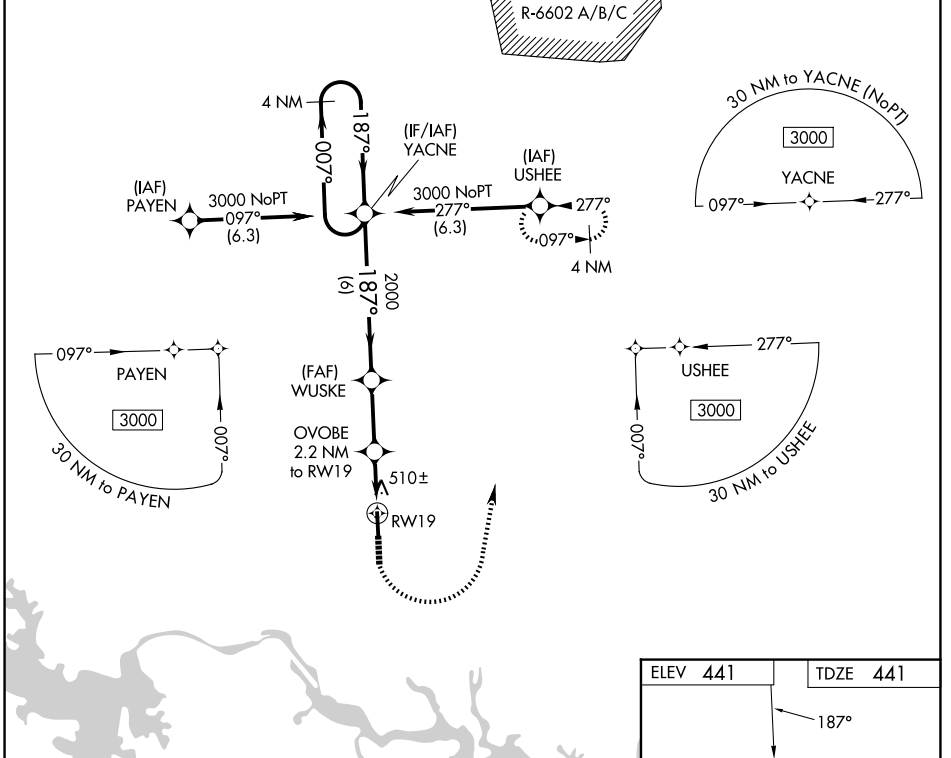 R-6602 A/B/C
4 NM
187°
007°
(IF/IAF)
YACNE
(IAF)
PAYEN
3000 NoPT
097°
(6.3)
3000 NoPT
277°
(6.3)
(IAF)
USHEE
277°
097°
4 NM
30 NM to YACNE (NoPT)
3000
YACNE
097°
277°
2000
187°
(6)
097°
PAYEN
3000
007°
30 NM to PAYEN
(FAF)
WUSKE
OVOBE
2.2 NM
to RW19
510±
RW19
277°
USHEE
3000
007°
30 NM to USHEE
ELEV 441
TDZE 441
187°